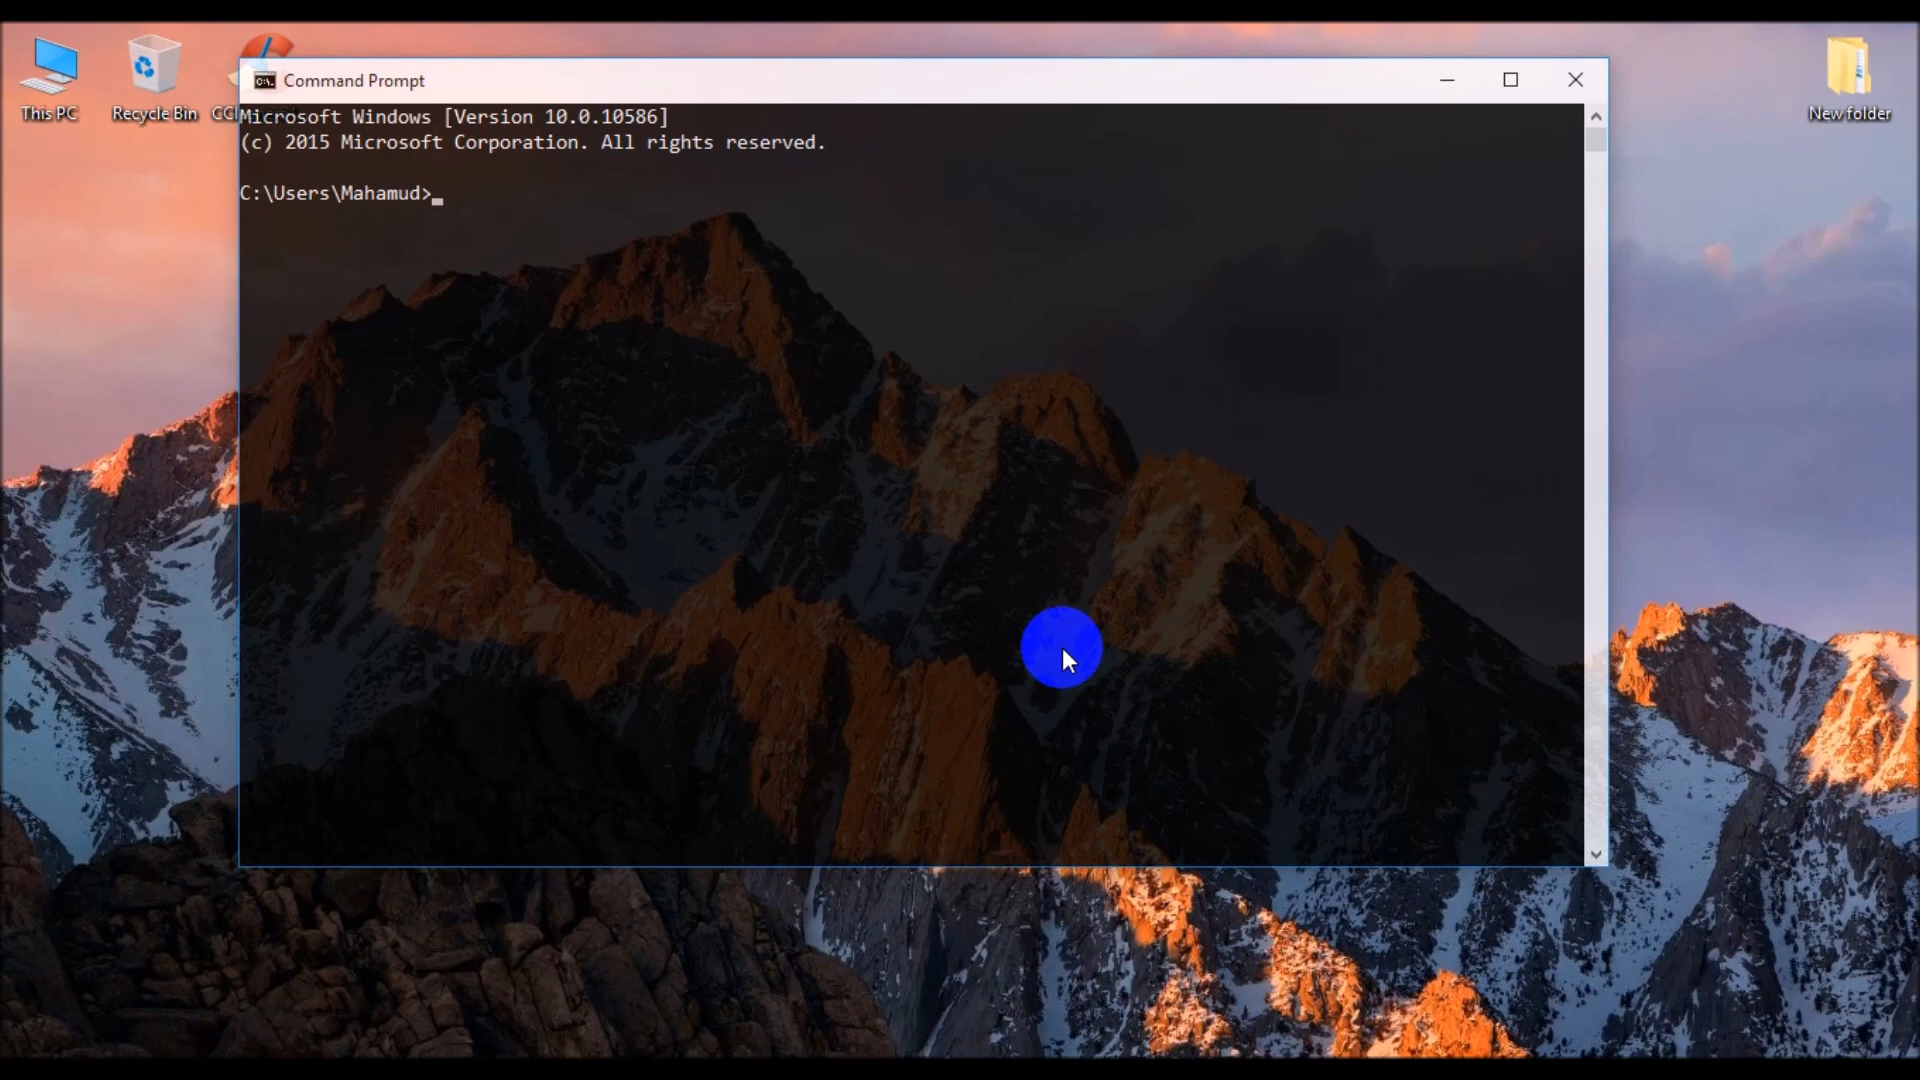 This PC
Recycle Bin
New folder
Command Prompt
Microsoft Windows [Version 10.0.10586]
(c) 2015 Microsoft Corporation. All rights reserved.
C:\Users\Mahamud>